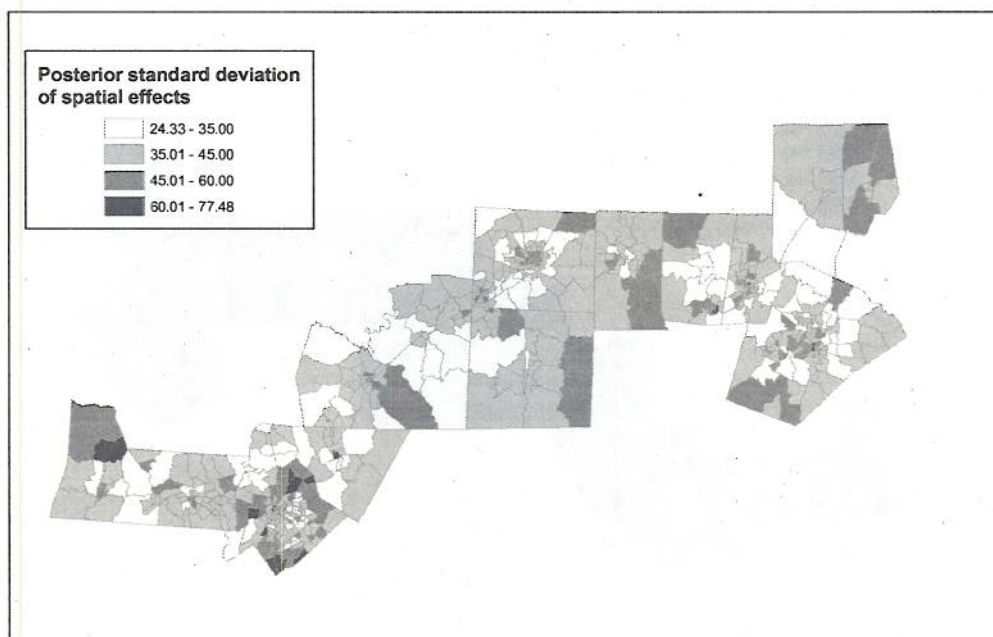 Posterior standard deviation
of spatial effects
24.33 - 35.00
35.01 - 45.00
45.01 - 60.00
60.01 - 77.48